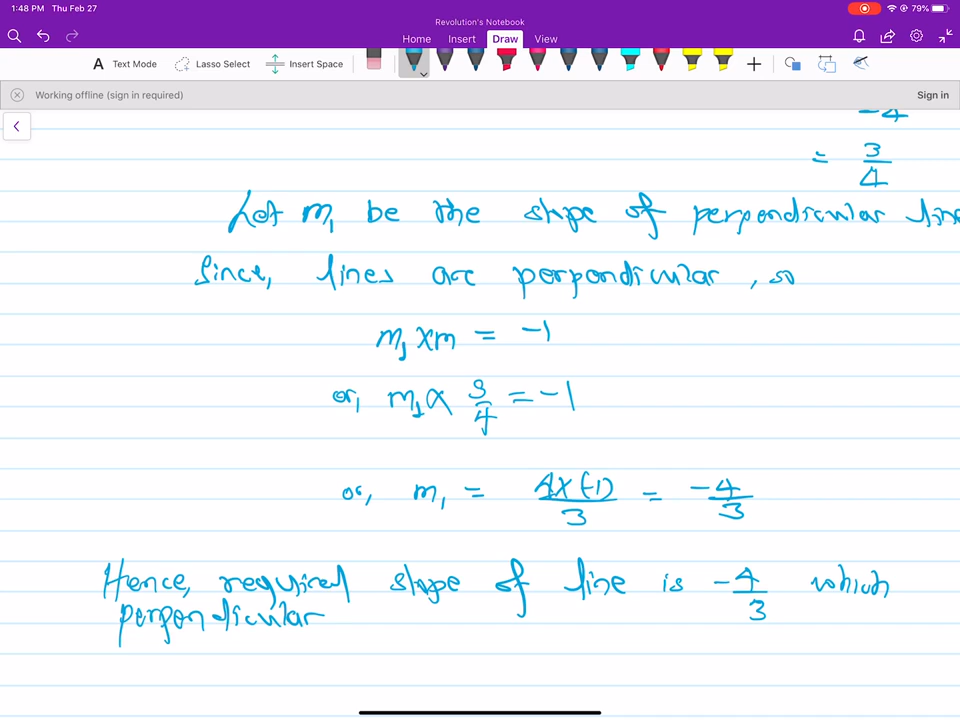 1:48 PM Thu Feb 27
79%
Revolution's Notebook
Home Insert Draw View
A Text Mode Lasso Select Insert Space
Working offline (sign in required) Sign in
-4
= 3/4
Let m₁ be the slope of perpendicular line
Since, lines are perpendicular, so
m₁ × m = -1
or, m₁ × 3/4 = -1
or, m₁ = 4×(-1)/3 = -4/3
Hence, required slope of line is -4/3 which
perpendicular